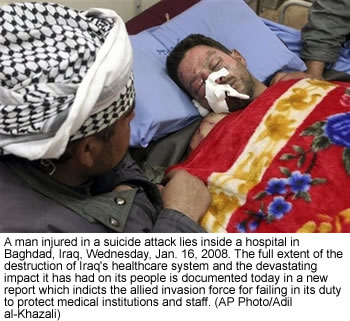 A man injured in a suicide attack lies inside a hospital in
Baghdad, Iraq, Wednesday, Jan. 16, 2008. The full extent of the
destruction of Iraq's healthcare system and the devastating
impact it has had on its people is documented today in a new
report which indicts the allied invasion force for failing in its duty
to protect medical institutions and staff. (AP Photo/Adil
al-Khazali)